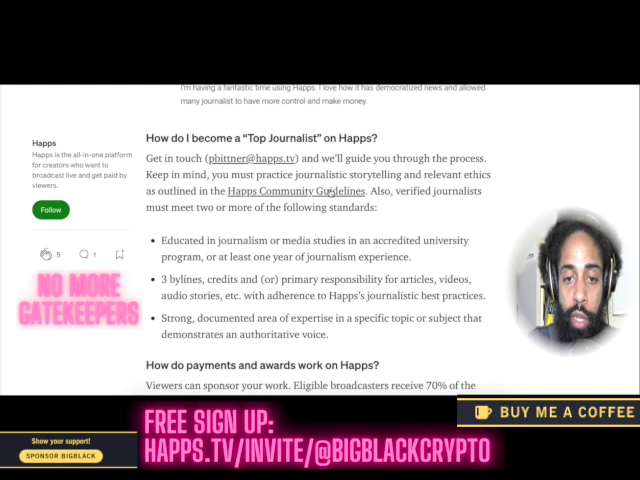 I'm having a fantastic time using Happs. I love how it has democratized news and allowed
many journalist to have more control and make money.
Happs
Happs is the all-in-one platform
for creators who want to
broadcast live and get paid by
viewers.
Follow
5
1
NO MORE
GATEKEEPERS
How do I become a “Top Journalist” on Happs?
Get in touch (pbittner@happs.tv) and we’ll guide you through the process.
Keep in mind, you must practice journalistic storytelling and relevant ethics
as outlined in the Happs Community Guidelines. Also, verified journalists
must meet two or more of the following standards:
• Educated in journalism or media studies in an accredited university
program, or at least one year of journalism experience.
• 3 bylines, credits and (or) primary responsibility for articles, videos,
audio stories, etc. with adherence to Happs’s journalistic best practices.
• Strong, documented area of expertise in a specific topic or subject that
demonstrates an authoritative voice.
How do payments and awards work on Happs?
Viewers can sponsor your work. Eligible broadcasters receive 70% of the
BUY ME A COFFEE
Show your support!
SPONSOR BIGBLACK
FREE SIGN UP:
HAPPS.TV/INVITE/@BIGBLACKCRYPTO